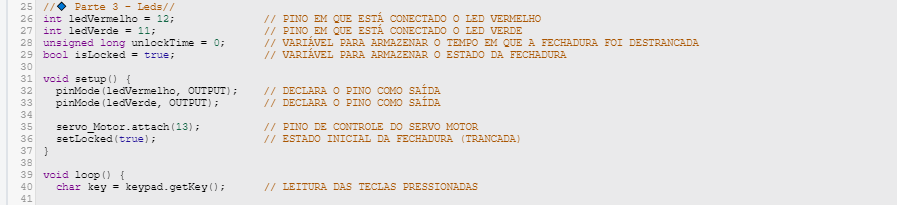 25 //🔷 Parte 3 - Leds//
26 int ledVermelho = 12; // PINO EM QUE ESTÁ CONECTADO O LED VERMELHO
27 int ledVerde = 11; // PINO EM QUE ESTÁ CONECTADO O LED VERDE
28 unsigned long unlockTime = 0; // VARIÁVEL PARA ARMAZENAR O TEMPO EM QUE A FECHADURA FOI DESTRANCADA
29 bool isLocked = true; // VARIÁVEL PARA ARMAZENAR O ESTADO DA FECHADURA
30
31 void setup() {
32 pinMode(ledVermelho, OUTPUT); // DECLARA O PINO COMO SAÍDA
33 pinMode(ledVerde, OUTPUT); // DECLARA O PINO COMO SAÍDA
34
35 servo_Motor.attach(13); // PINO DE CONTROLE DO SERVO MOTOR
36 setLocked(true); // ESTADO INICIAL DA FECHADURA (TRANCADA)
37 }
38
39 void loop() {
40 char key = keypad.getKey(); // LEITURA DAS TECLAS PRESSIONADAS
41